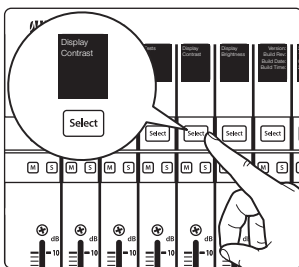 Display
Contrast
Select
Tests
Display
Contrast
Display
Brightness
Version:
Build Rev:
Build Date:
Build Time:
Select
Select
Select
Select
M S M S M S M S M S M S
dB dB dB dB dB
-10 -10 -10 -10 -10